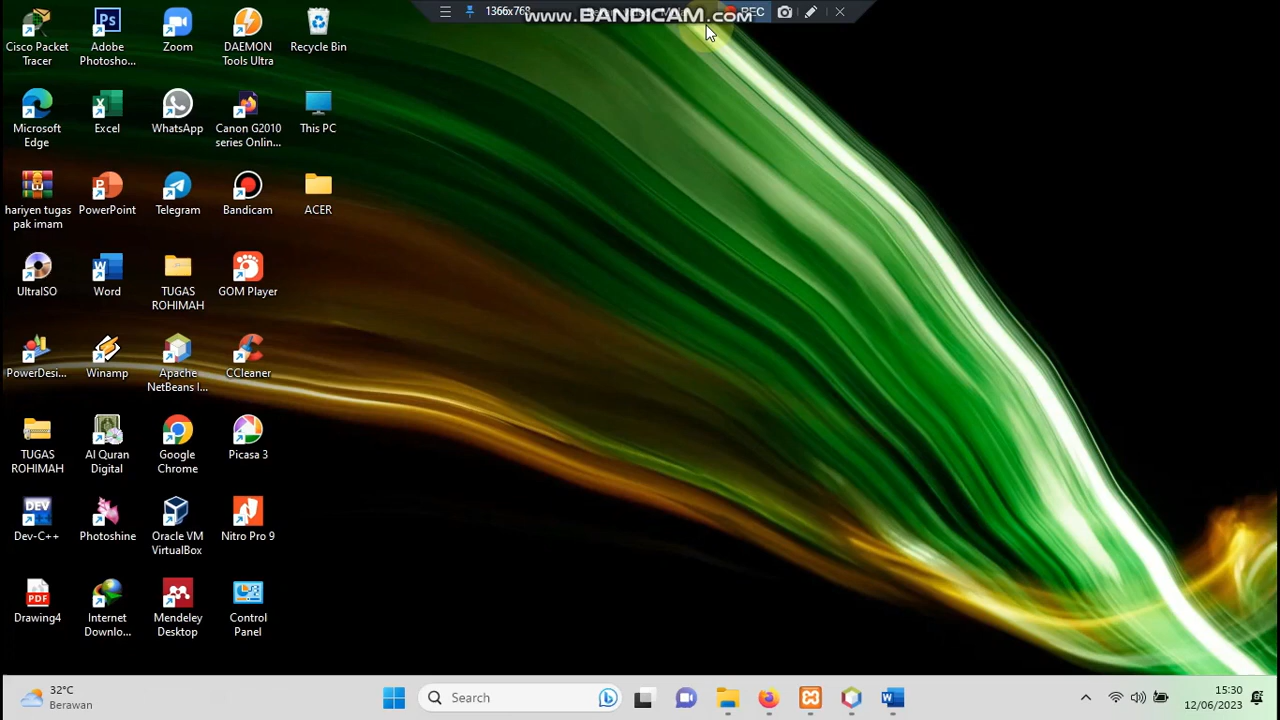 1366x768
www.BANDICAM.com
REC
Cisco Packet
Tracer
Adobe
Photosho...
Zoom
DAEMON
Tools Ultra
Recycle Bin
Microsoft
Edge
Excel
WhatsApp
Canon G2010
series Onlin...
This PC
hariyen tugas
pak imam
PowerPoint
Telegram
Bandicam
ACER
UltraISO
Word
TUGAS
ROHIMAH
GOM Player
PowerDesi...
Winamp
Apache
NetBeans I...
CCleaner
TUGAS
ROHIMAH
Al Quran
Digital
Google
Chrome
Picasa 3
DEV
Dev-C++
Photoshine
Oracle VM
VirtualBox
Nitro Pro 9
PDF
Drawing4
Internet
Downlo...
Mendeley
Desktop
Control
Panel
32°C
Berawan
Search
15:30
12/06/2023